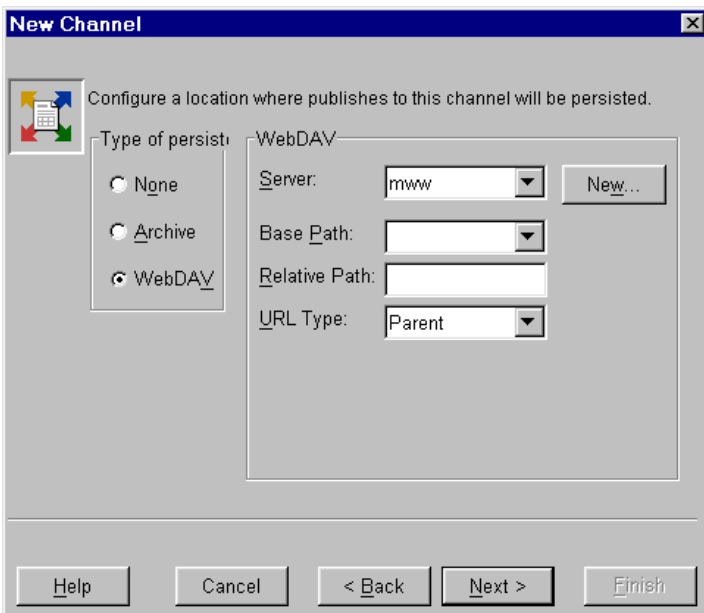 New Channel
Configure a location where publishes to this channel will be persisted.
Type of persist
None
Archive
WebDAV
WebDAV
Server: mww New...
Base Path:
Relative Path:
URL Type: Parent
Help Cancel < Back Next > Finish